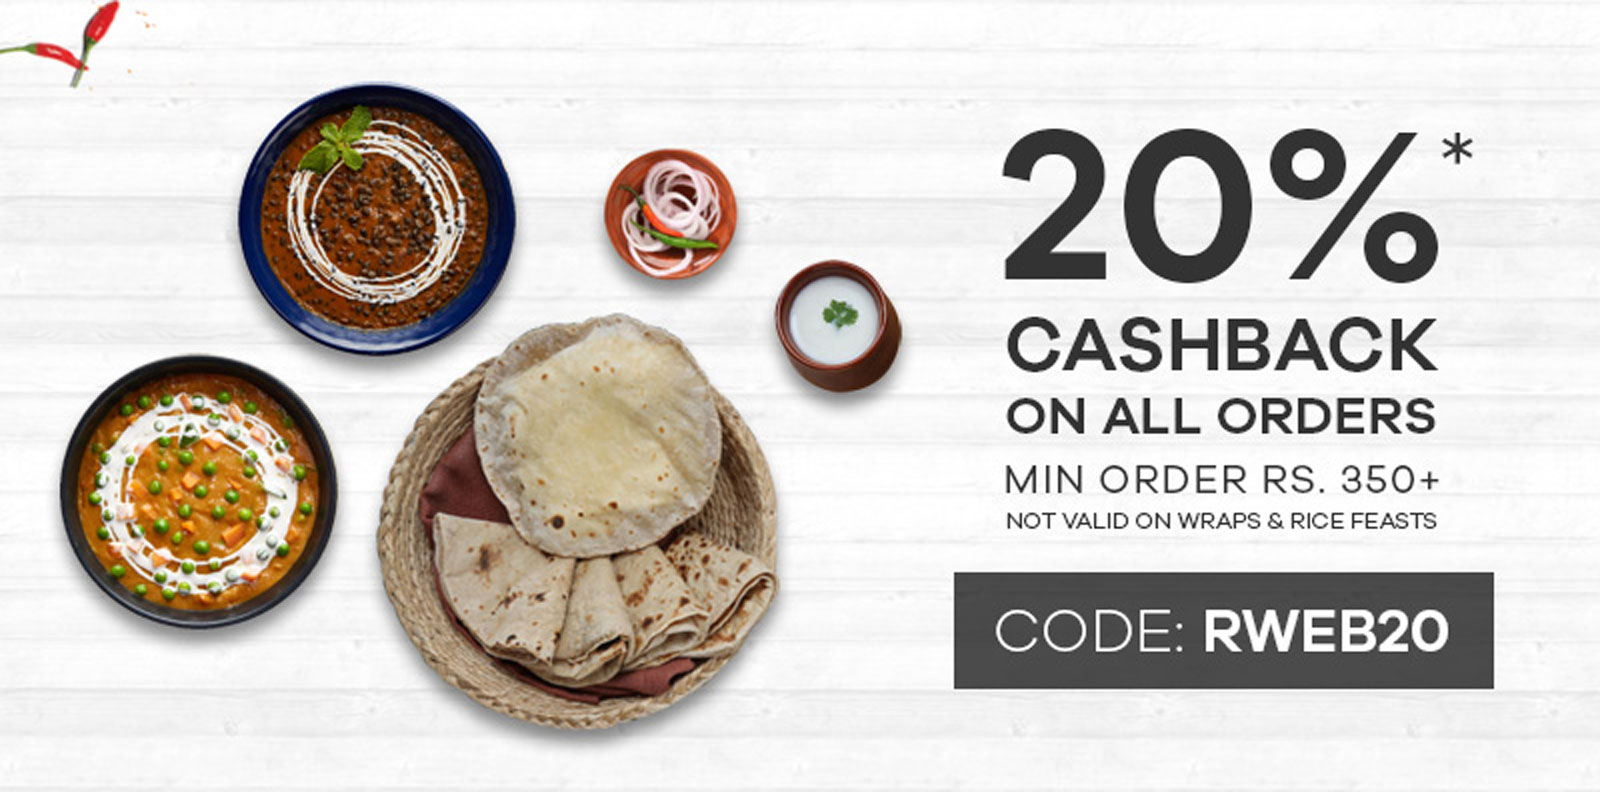 20%*
CASHBACK
ON ALL ORDERS
MIN ORDER RS. 350+
NOT VALID ON WRAPS & RICE FEASTS
CODE: RWEB20